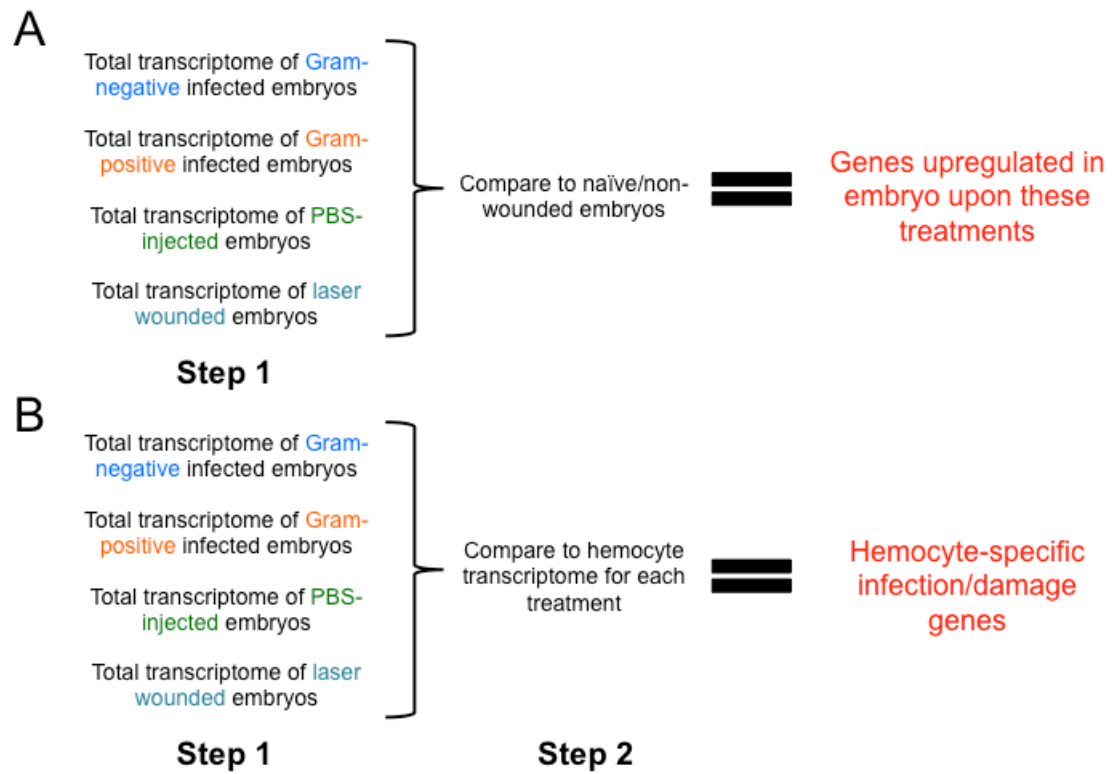 A
Total transcriptome of Gram-
negative infected embryos
Total transcriptome of Gram-
positive infected embryos
Total transcriptome of PBS-
injected embryos
Total transcriptome of laser
wounded embryos
Step 1
Compare to naïve/non-
wounded embryos
Genes upregulated in
embryo upon these
treatments
B
Total transcriptome of Gram-
negative infected embryos
Total transcriptome of Gram-
positive infected embryos
Total transcriptome of PBS-
injected embryos
Total transcriptome of laser
wounded embryos
Step 1
Compare to hemocyte
transcriptome for each
treatment
Step 2
Hemocyte-specific
infection/damage
genes